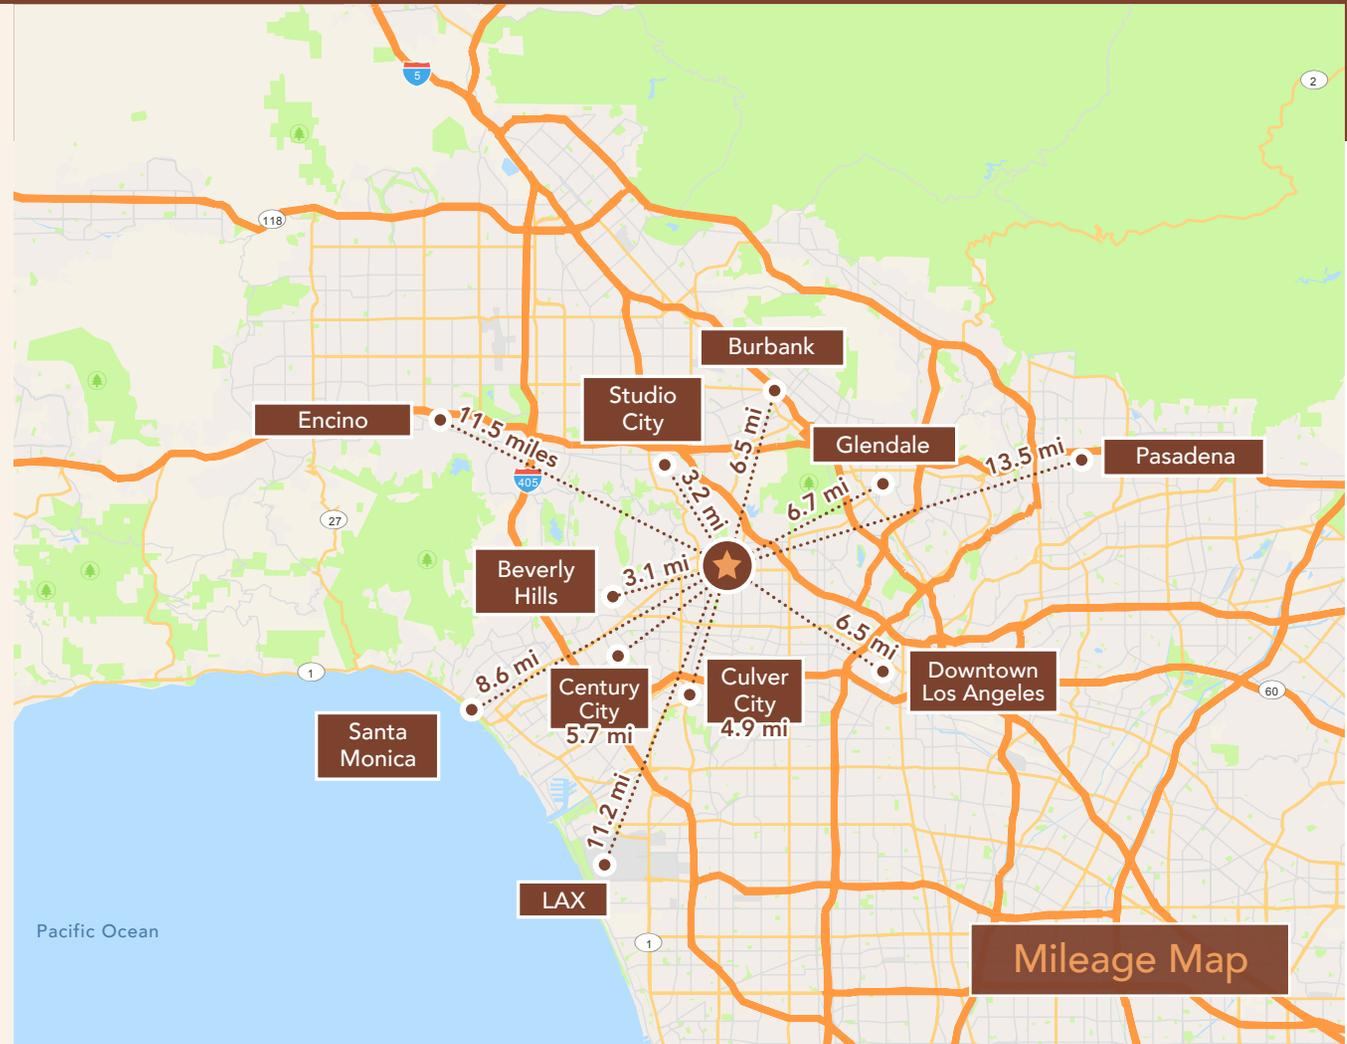 5
2
118
Burbank
Studio
City
Encino
11.5 miles
6.5 mi
Glendale
13.5 mi
Pasadena
405
3.2 mi
6.7 mi
27
Beverly
Hills
3.1 mi
6.5 mi
8.6 mi
1
Century
City
5.7 mi
Culver
City
4.9 mi
Downtown
Los Angeles
60
Santa
Monica
11.2 mi
LAX
Pacific Ocean
1
Mileage Map